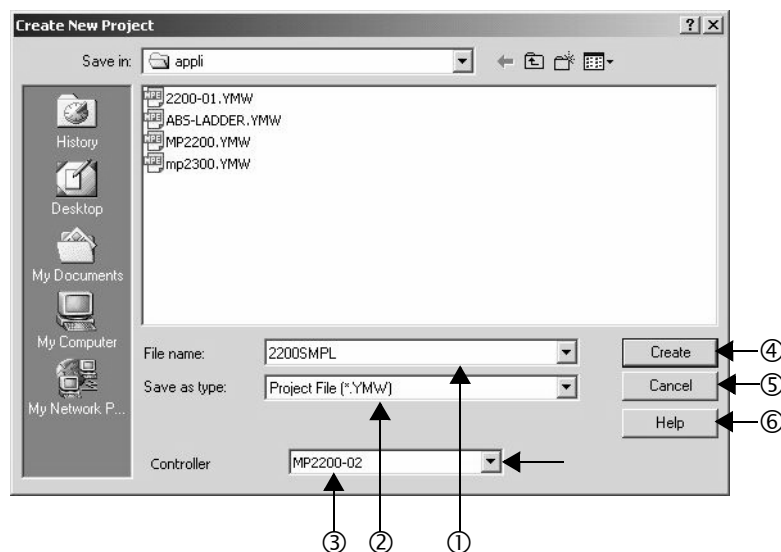 Create New Project
Save in: appli
2200-01.YMW
ABS-LADDER.YMW
MP2200.YMW
mp2300.YMW
History
Desktop
My Documents
My Computer
My Network P...
File name: 2200SMPL Create ④
Save as type: Project File (*.YMW) Cancel ⑤
Help ⑥
Controller MP2200-02
③ ② ①